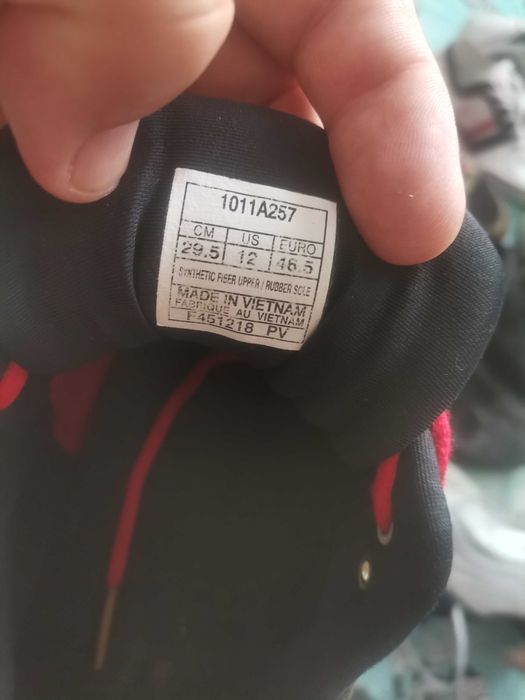 1011A257
CM US EURO
29.5 12 46.5
SYNTHETIC FIBER UPPER / RUBBER SOLE
MADE IN VIETNAM
FABRIQUE AU VIETNAM
F451218 PV